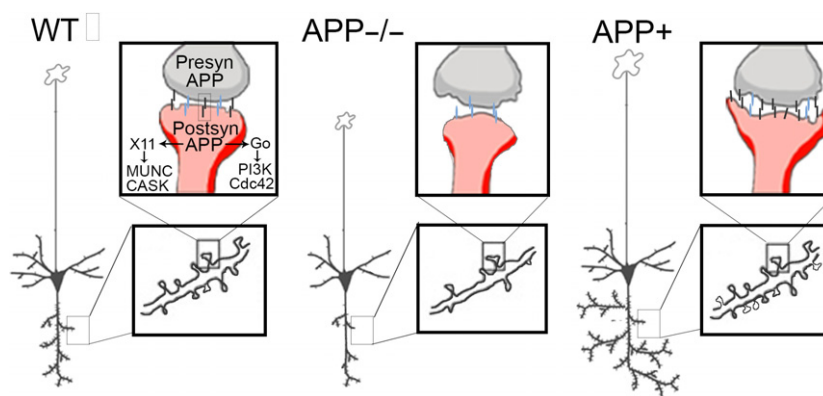 WT
APP−/−
APP+
Presyn
APP
Postsyn
X11 APP Go
MUNC PI3K
CASK Cdc42